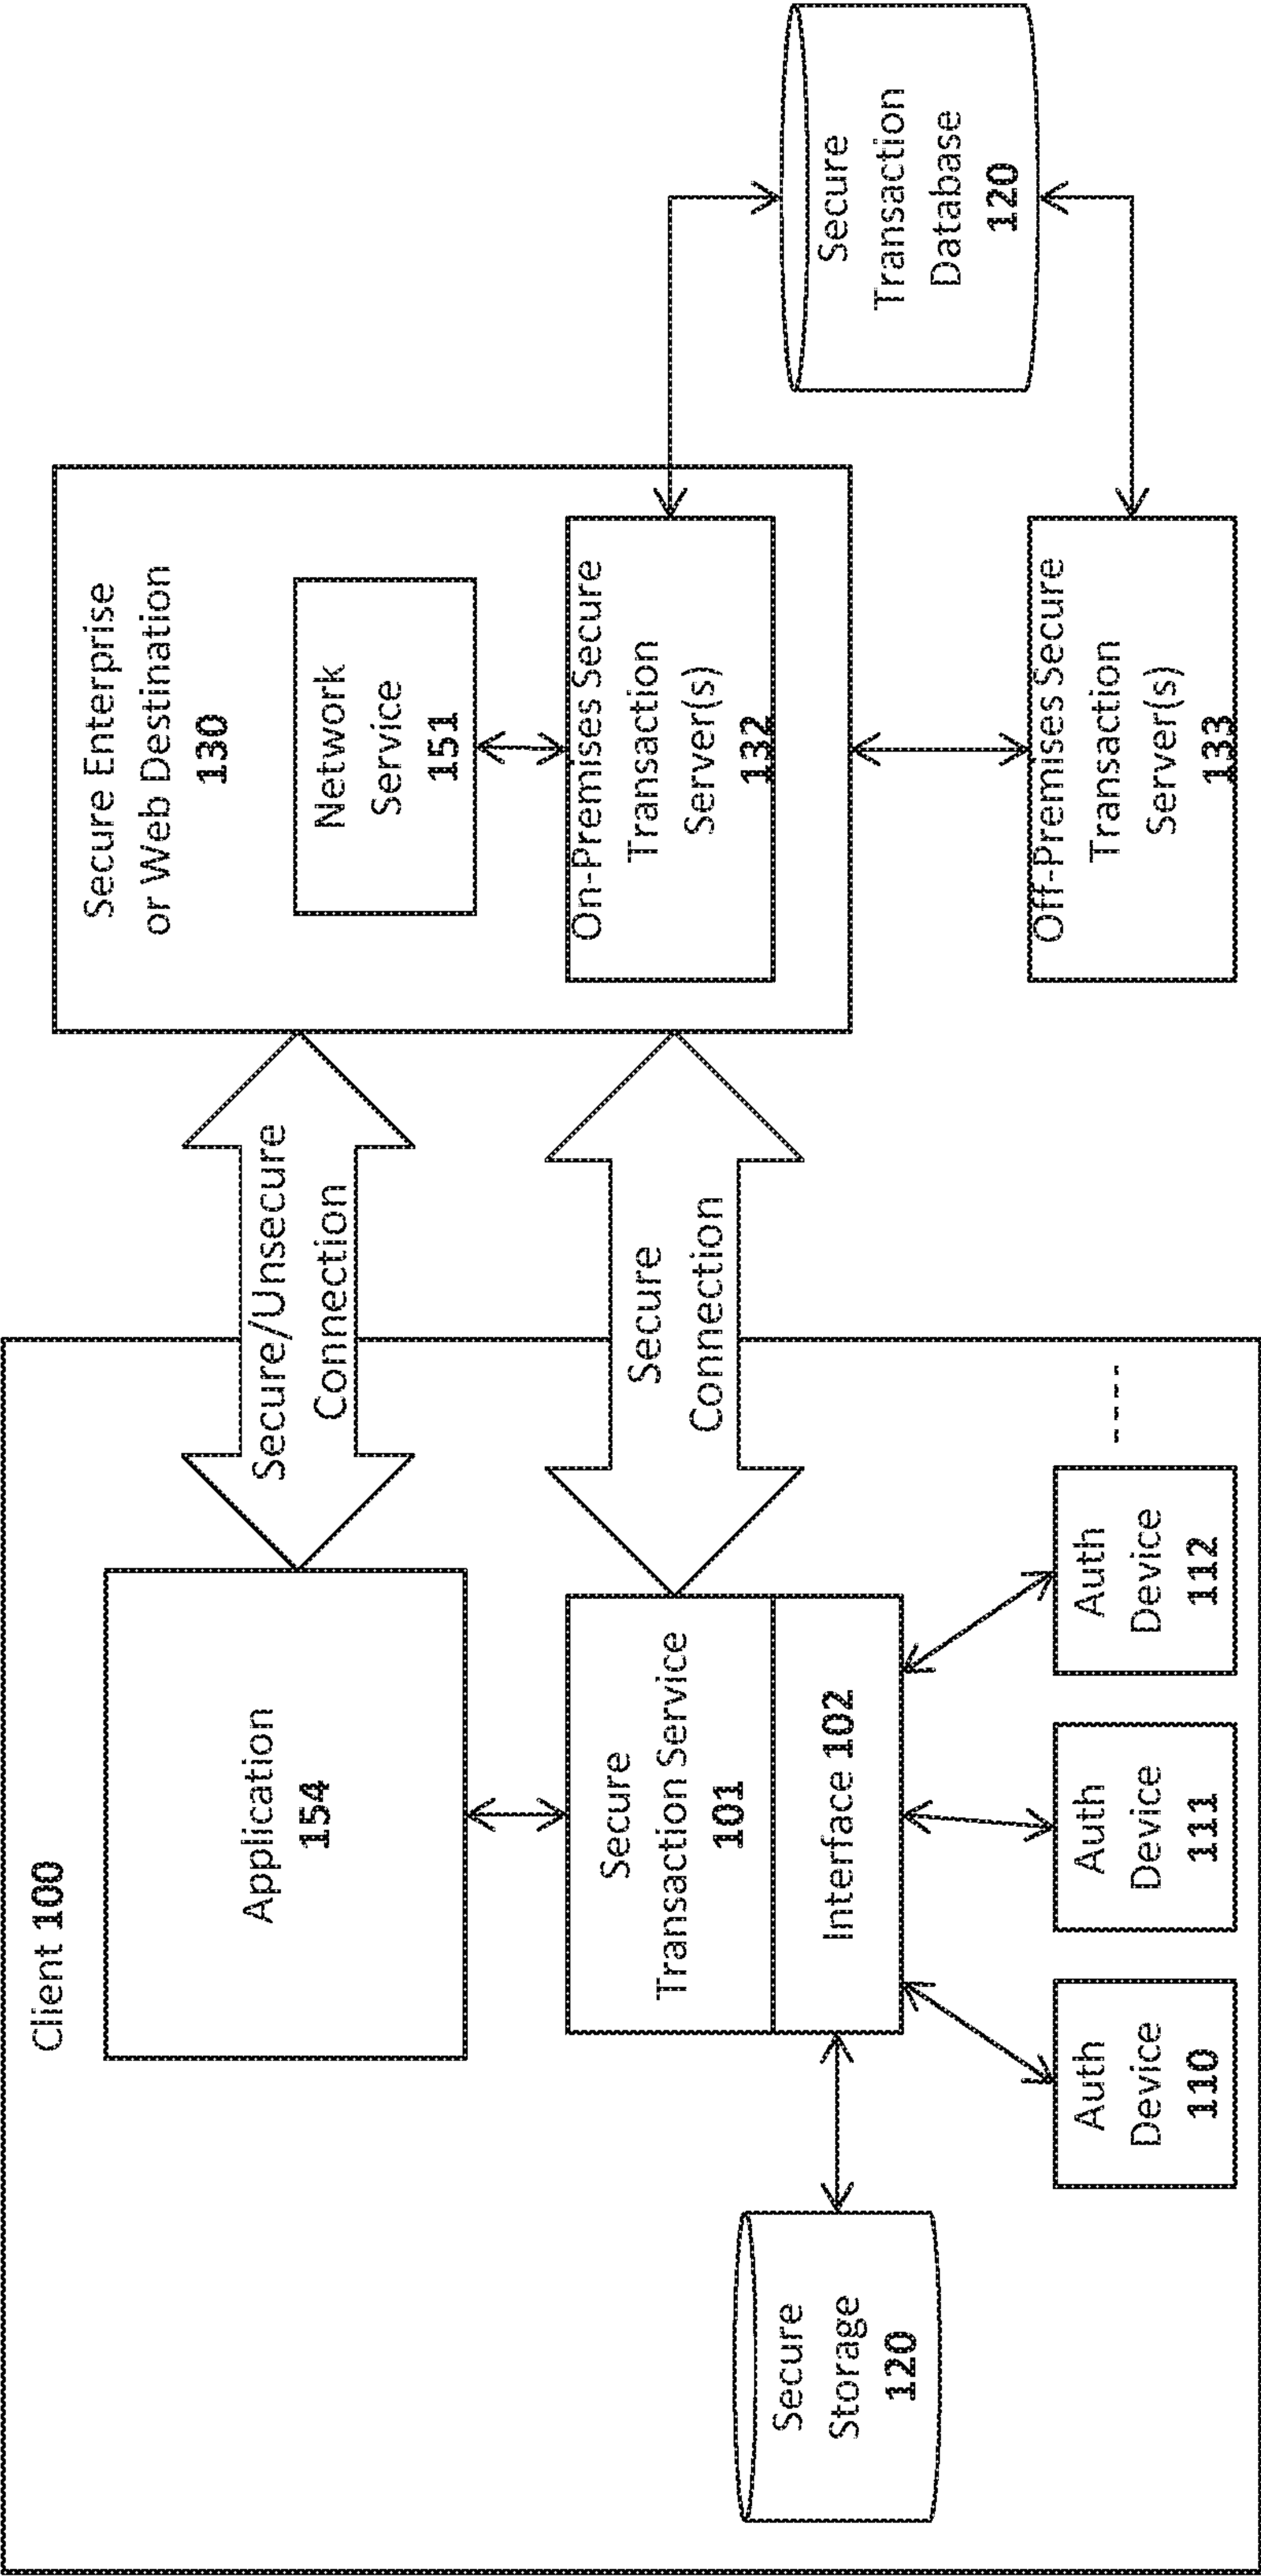 Client 100
Application
154
Secure/Unsecure
Connection
Secure Enterprise
or Web Destination
130
Network
Service
151
Secure
Transaction Service
101
Interface 102
Secure
Connection
On-Premises Secure
Transaction
Server(s)
132
Secure
Transaction
Database
120
Secure
Storage
120
Auth
Device
110
Auth
Device
111
Auth
Device
112
Off-Premises Secure
Transaction
Server(s)
133